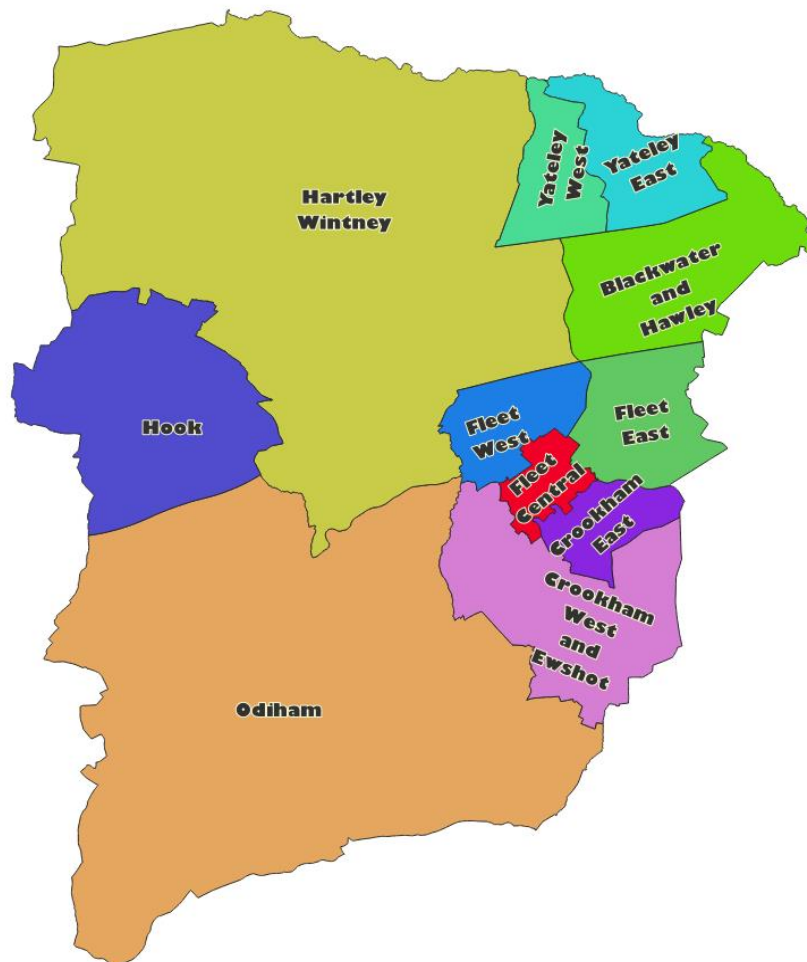 Hartley
Wintney
Yateley
West
Yateley
East
Blackwater
and
Hawley
Hook
Fleet
West
Fleet
East
Fleet
Central
Crookham
East
Crookham
West
and
Ewshot
Odiham